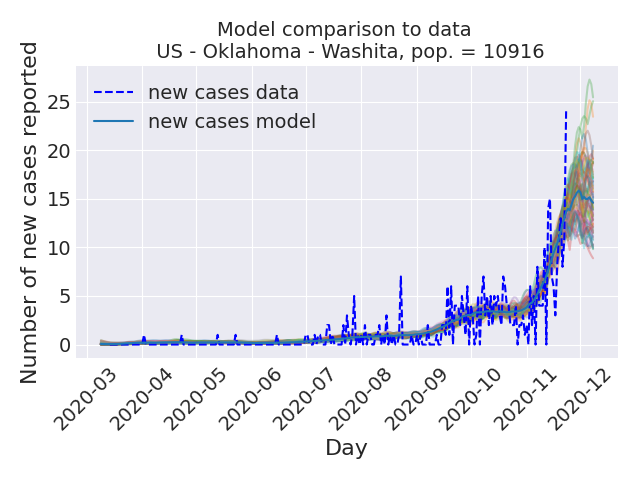 Model comparison to data
US - Oklahoma - Washita, pop. = 10916
Number of new cases reported
new cases data
new cases model
25
20
15
10
5
0
2020-03
2020-04
2020-05
2020-06
2020-07
2020-08
2020-09
2020-10
2020-11
2020-12
Day